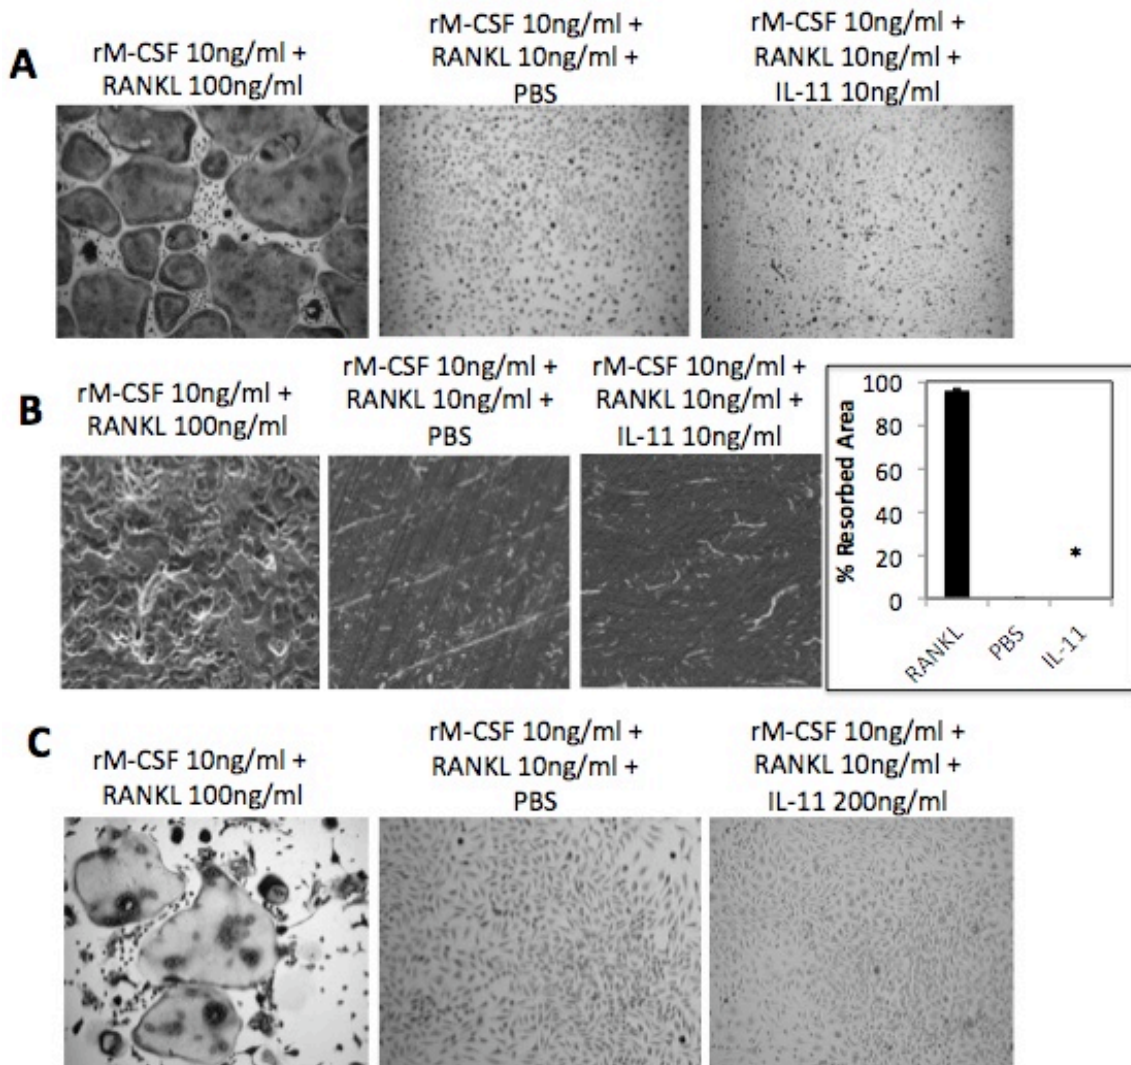 A
rM-CSF 10ng/ml +
RANKL 100ng/ml
rM-CSF 10ng/ml +
RANKL 10ng/ml +
PBS
rM-CSF 10ng/ml +
RANKL 10ng/ml +
IL-11 10ng/ml
B
rM-CSF 10ng/ml +
RANKL 100ng/ml
rM-CSF 10ng/ml +
RANKL 10ng/ml +
PBS
rM-CSF 10ng/ml +
RANKL 10ng/ml +
IL-11 10ng/ml
% Resorbed Area
100
80
60
40
20
0
*
RANKL
PBS
IL-11
C
rM-CSF 10ng/ml +
RANKL 100ng/ml
rM-CSF 10ng/ml +
RANKL 10ng/ml +
PBS
rM-CSF 10ng/ml +
RANKL 10ng/ml +
IL-11 200ng/ml